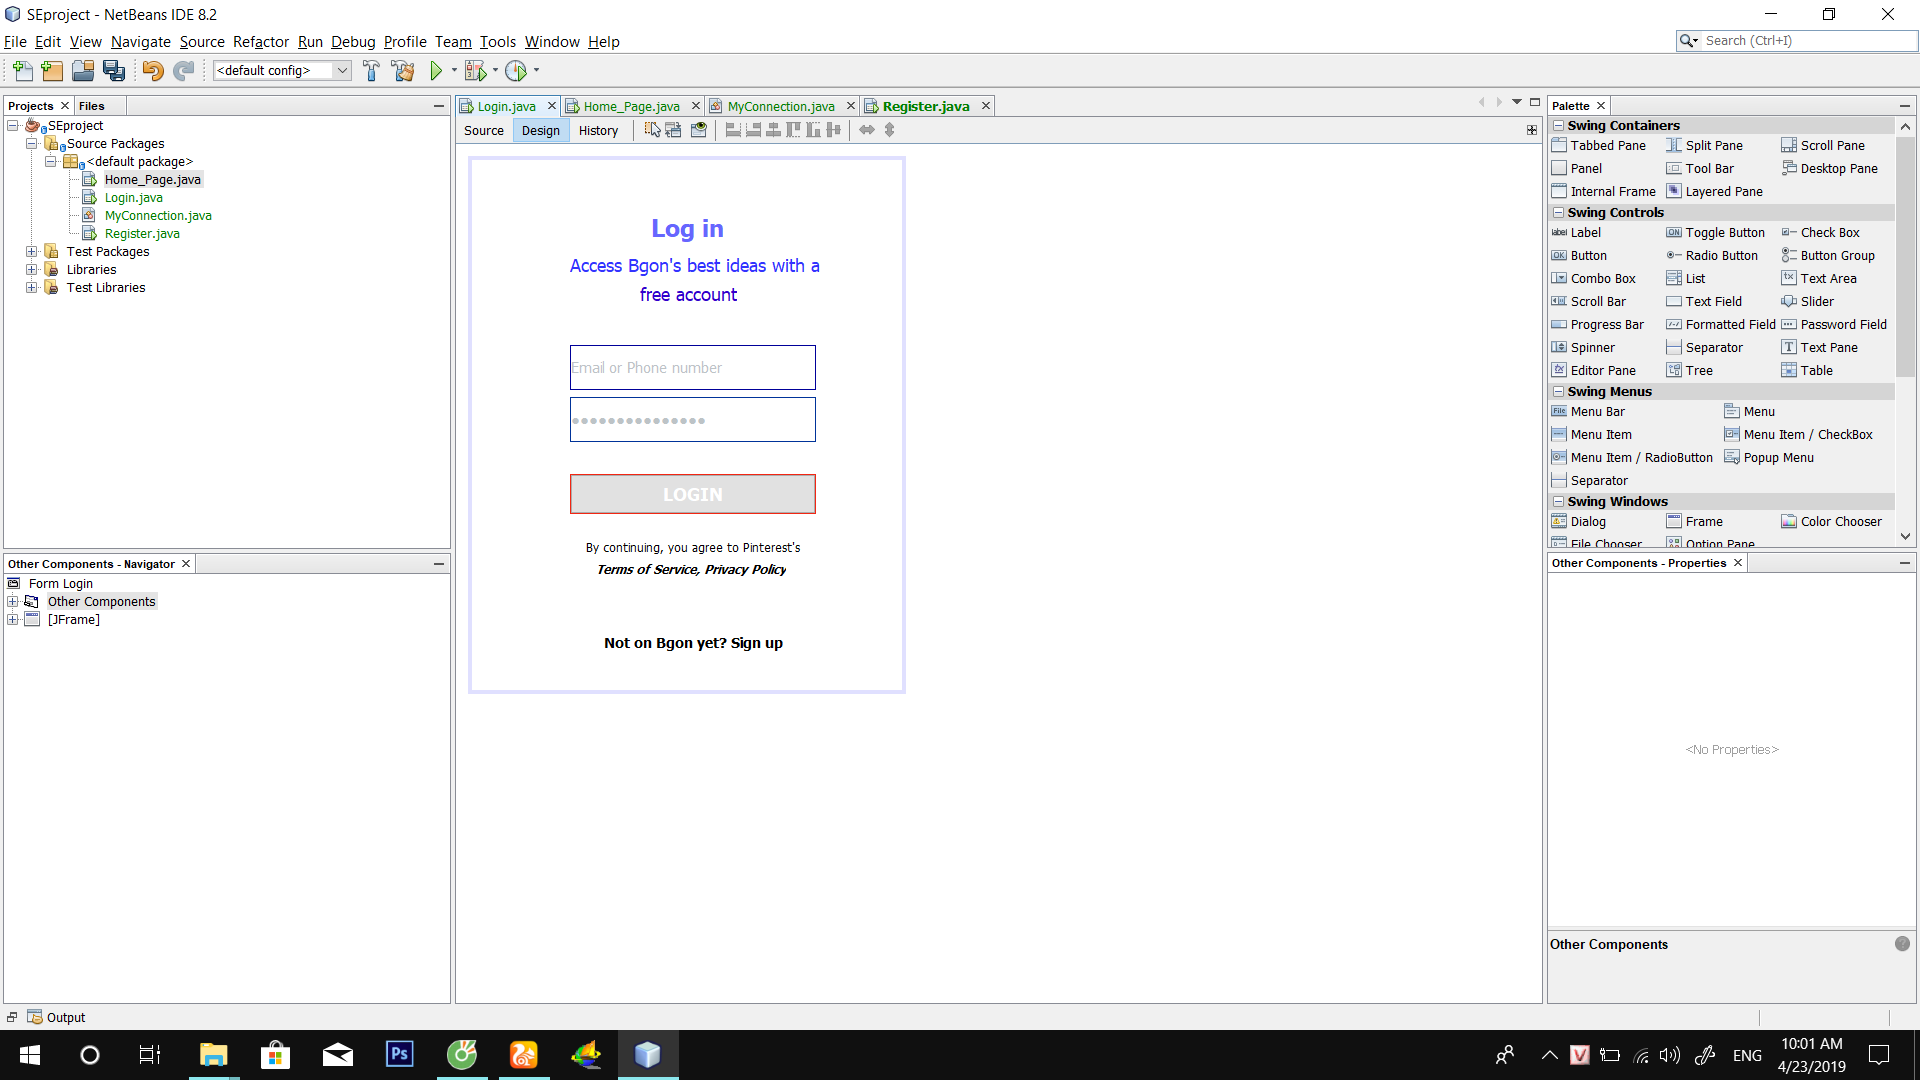 SEproject - NetBeans IDE 8.2
File Edit View Navigate Source Refactor Run Debug Profile Team Tools Window Help
Search (Ctrl+I)
<default config>
Projects Files
SEproject
Source Packages
<default package>
Home_Page.java
Login.java
MyConnection.java
Register.java
Test Packages
Libraries
Test Libraries
Other Components - Navigator
Form Login
Other Components
[JFrame]
Login.java Home_Page.java MyConnection.java Register.java
Source Design History
Log in
Access Bgon's best ideas with a
free account
Email or Phone number
LOGIN
By continuing, you agree to Pinterest's
Terms of Service, Privacy Policy
Not on Bgon yet? Sign up
Palette
Swing Containers
Tabbed Pane Split Pane Scroll Pane
Panel Tool Bar Desktop Pane
Internal Frame Layered Pane
Swing Controls
label Label ON Toggle Button Check Box
OK Button Radio Button Button Group
Combo Box List Text Area
Scroll Bar Text Field Slider
Progress Bar Formatted Field Password Field
Spinner Separator Text Pane
Editor Pane Tree Table
Swing Menus
File Menu Bar Menu
Menu Item Menu Item / CheckBox
Menu Item / RadioButton Popup Menu
Separator
Swing Windows
Dialog Frame Color Chooser
File Chooser Option Pane
Other Components - Properties
<No Properties>
Other Components
Output
Ps
V
ENG
10:01 AM
4/23/2019